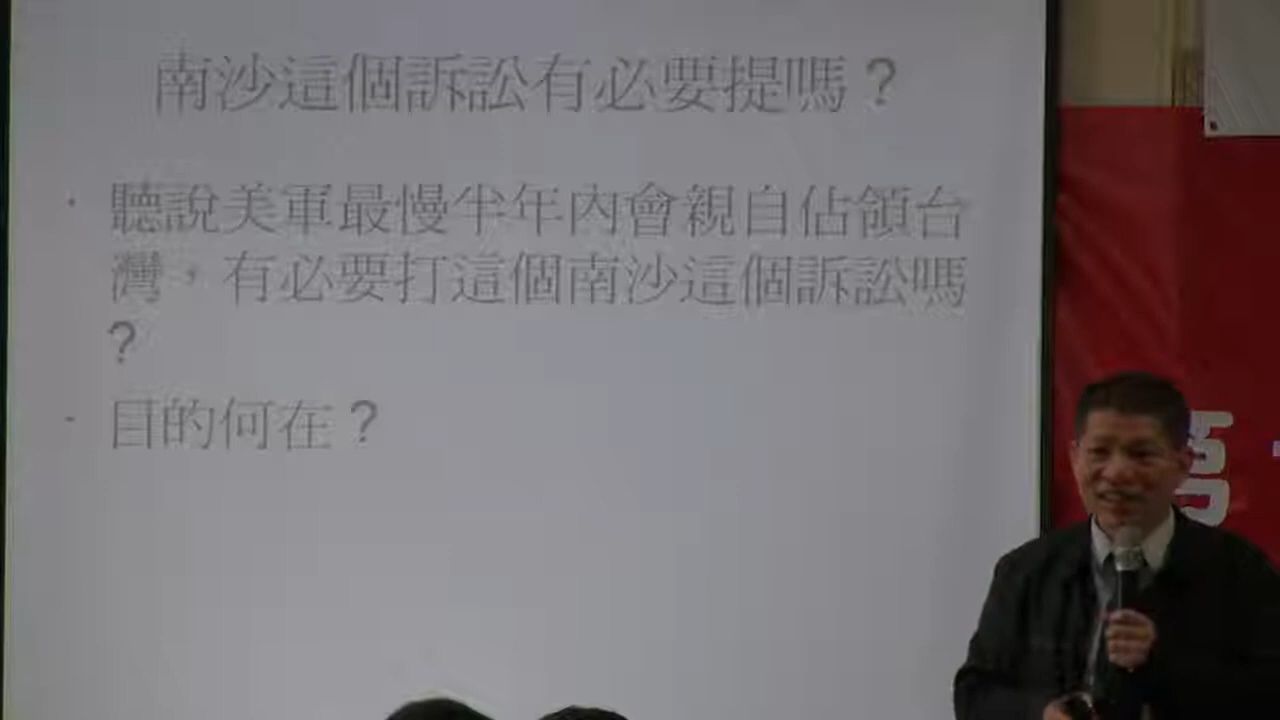 南沙這個訴訟有必要提嗎？
• 聽說美軍最慢半年內會親自佔領台
灣，有必要打這個南沙這個訴訟嗎
？
• 目的何在？